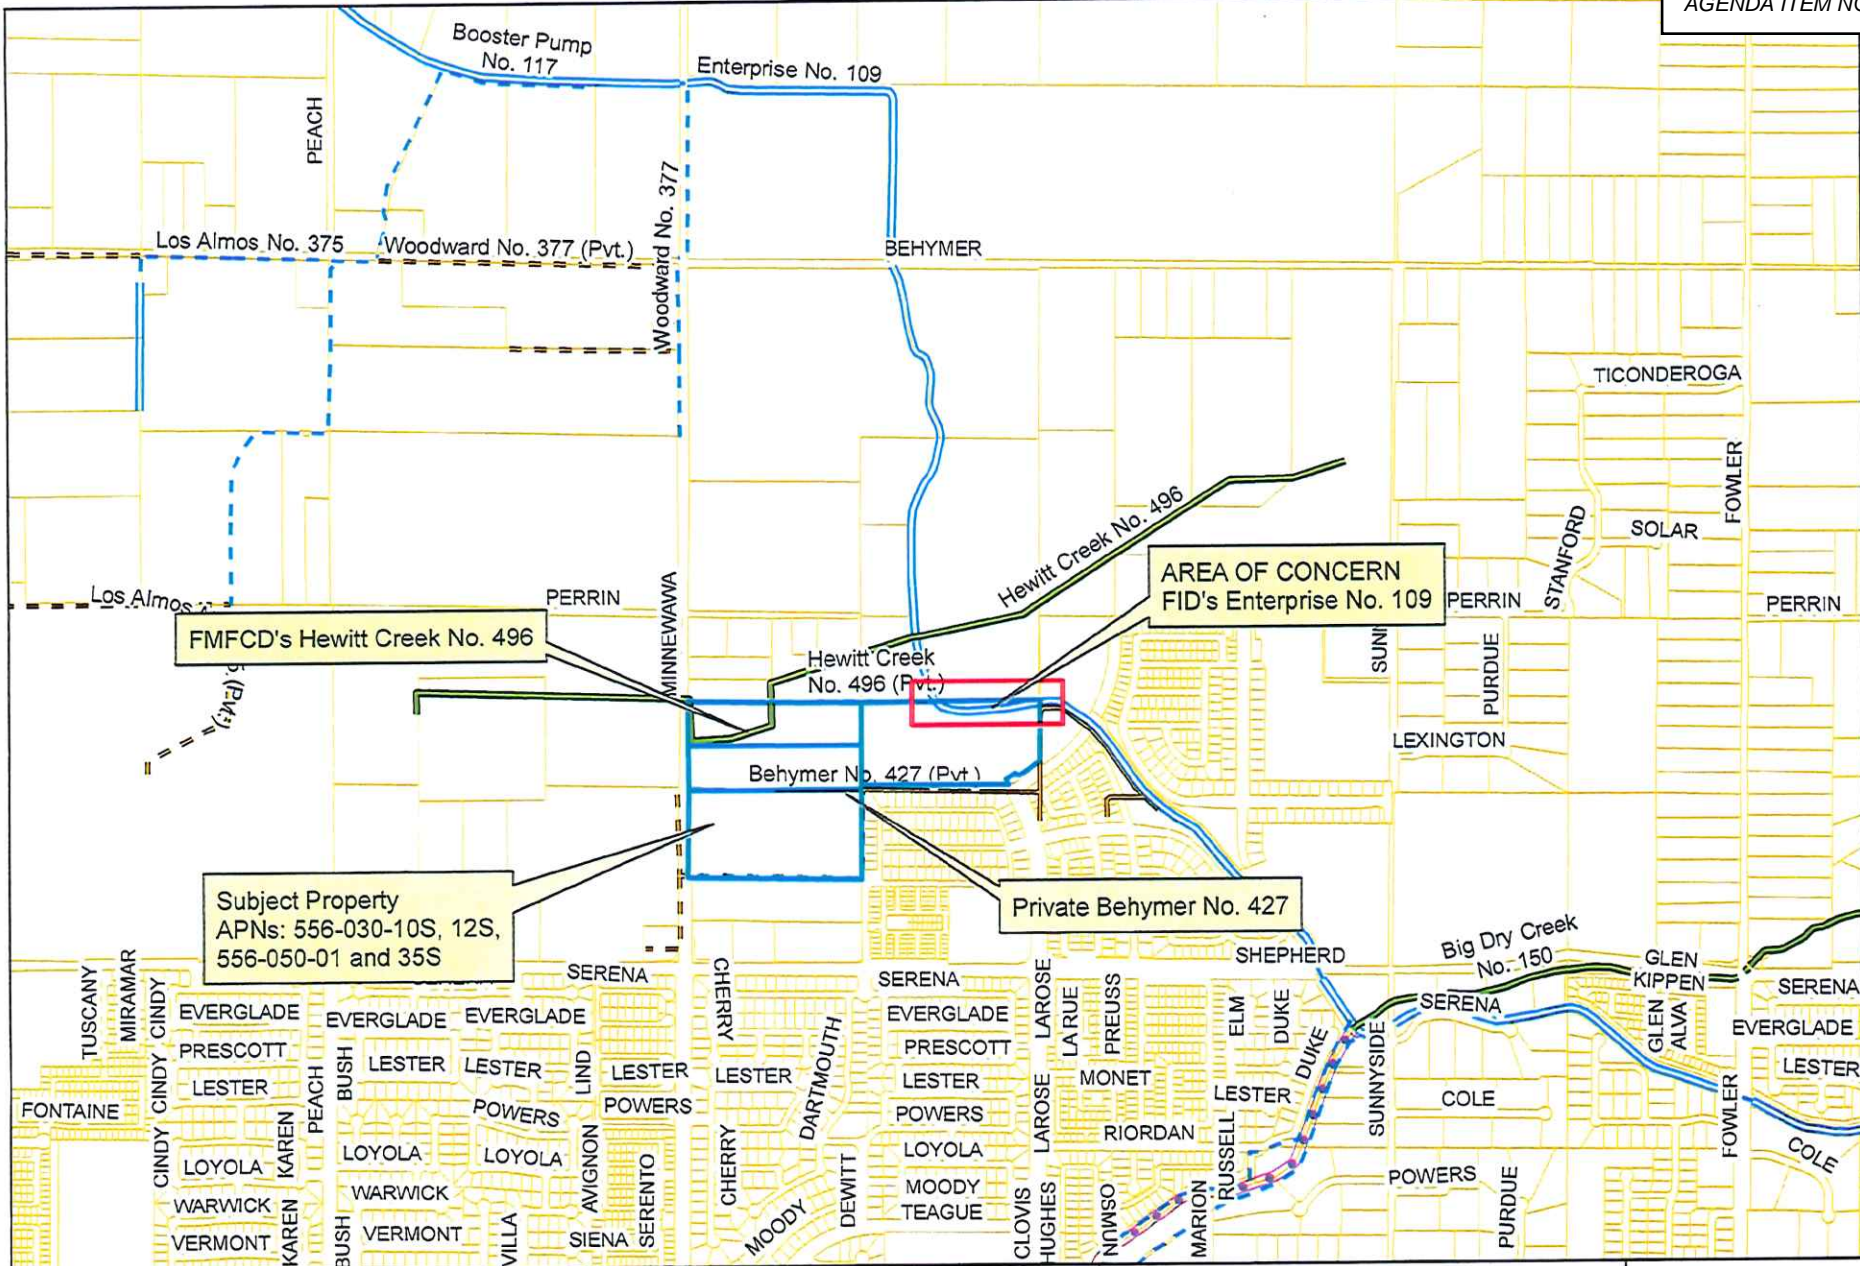 AGENDA ITEM NO
Booster Pump
No. 117
Enterprise No. 109
PEACH
Woodward No. 377
Los Almos No. 375
Woodward No. 377 (Pvt.)
BEHYMER
TICONDEROGA
FOWLER
STANFORD
SOLAR
Hewitt Creek No. 496
AREA OF CONCERN
FID's Enterprise No. 109
Los Almos
PERRIN
MINNEWAWA
PERRIN
PERRIN
FMFCD's Hewitt Creek No. 496
Hewitt Creek
No. 496 (Pvt.)
(Pvt.)
SUNN
PURDUE
LEXINGTON
Behymer No. 427 (Pvt.)
Subject Property
APNs: 556-030-10S, 12S,
556-050-01 and 35S
Private Behymer No. 427
SHEPHERD
Big Dry Creek
No. 150
GLEN
KIPPEN
TUSCANY
MIRAMAR
CINDY
SERENA
SERENA
CHERRY
SERENA
LAROSE
LA RUE
PREUSS
ELM
DUKE
DUKE
SUNNYSIDE
SERENA
GLEN
ALVA
SERENA
EVERGLADE
EVERGLADE
EVERGLADE
EVERGLADE
EVERGLADE
PRESCOTT
PRESCOTT
CINDY
LESTER
BUSH
LESTER
LESTER
LIND
LESTER
LESTER
DARTMOUTH
LESTER
MONET
LESTER
LESTER
FONTAINE
KAREN
PEACH
POWERS
POWERS
POWERS
LAROSE
RIORDAN
RUSSELL
COLE
FOWLER
COLE
CINDY
LOYOLA
LOYOLA
LOYOLA
AVIGNON
SERENTO
CHERRY
LOYOLA
DEWITT
MOODY
TEAGUE
POWERS
PURDUE
WARWICK
WARWICK
KAREN
VERMONT
BUSH
VERMONT
VILLA
SIENA
MOODY
CLOVIS
HUGHES
OSMUN
MARION